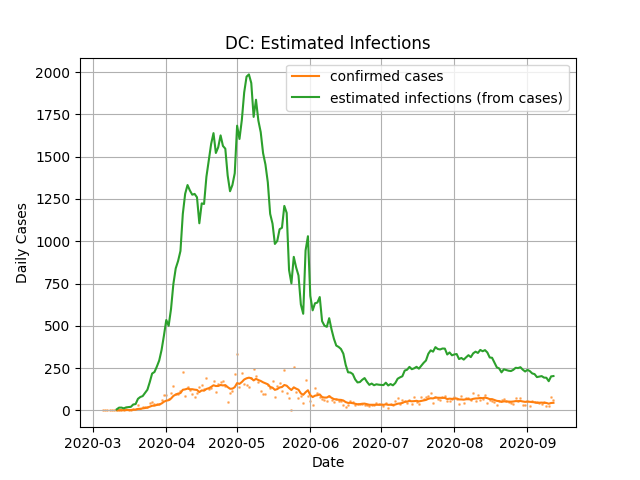 DC: Estimated Infections
confirmed cases
estimated infections (from cases)
Daily Cases
2000
1750
1500
1250
1000
750
500
250
0
2020-03 2020-04 2020-05 2020-06 2020-07 2020-08 2020-09
Date